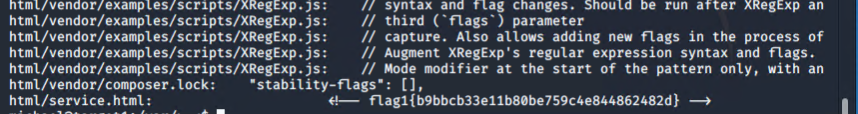 html/vendor/examples/scripts/XRegExp.js:    // syntax and flag changes. Should be run after XRegExp an
html/vendor/examples/scripts/XRegExp.js:    // third (`flags`) parameter
html/vendor/examples/scripts/XRegExp.js:    // capture. Also allows adding new flags in the process of
html/vendor/examples/scripts/XRegExp.js:    // Augment XRegExp's regular expression syntax and flags.
html/vendor/examples/scripts/XRegExp.js:    // Mode modifier at the start of the pattern only, with an
html/vendor/composer.lock:    "stability-flags": [],
html/service.html:                      <!-- flag1{b9bbcb33e11b80be759c4e844862482d} -->